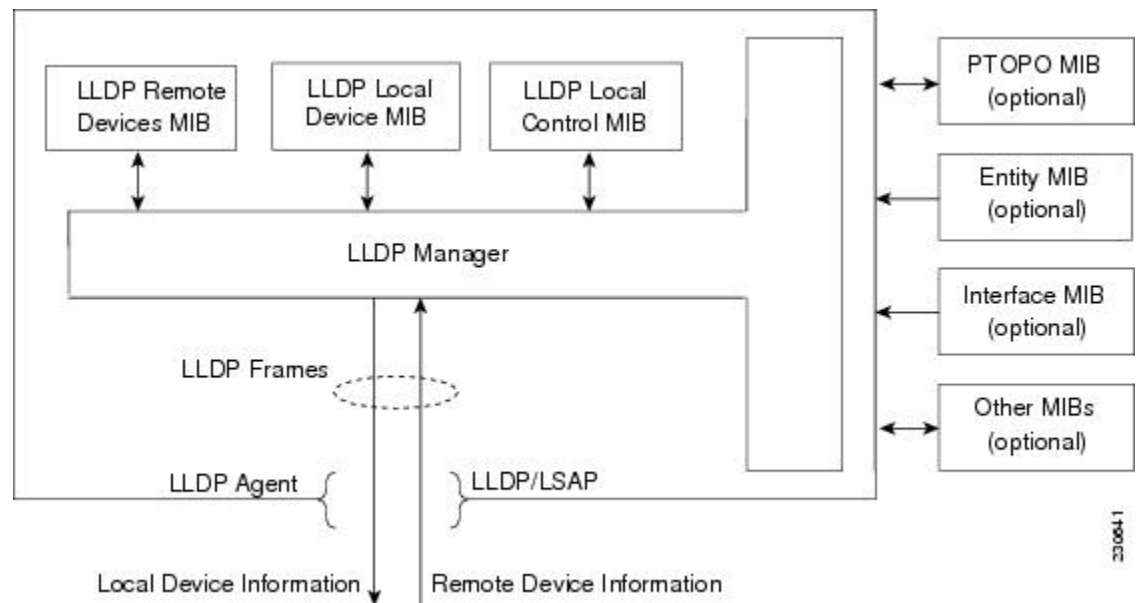 LLDP Remote
Devices MIB
LLDP Local
Device MIB
LLDP Local
Control MIB
PTOPO MIB
(optional)
Entity MIB
(optional)
LLDP Manager
Interface MIB
(optional)
LLDP Frames
Other MIBs
(optional)
LLDP Agent
LLDP/LSAP
230641
Local Device Information
Remote Device Information